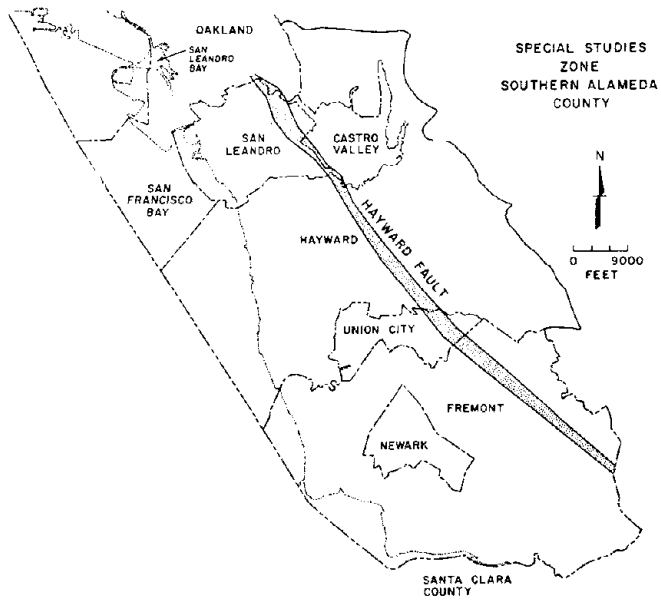 OAKLAND
SAN
LEANDRO
BAY
SPECIAL STUDIES
ZONE
SOUTHERN ALAMEDA
COUNTY
SAN
LEANDRO
CASTRO
VALLEY
N
SAN
FRANCISCO
BAY
HAYWARD
HAYWARD FAULT
0 9000
FEET
UNION CITY
FREMONT
NEWARK
SANTA CLARA
COUNTY